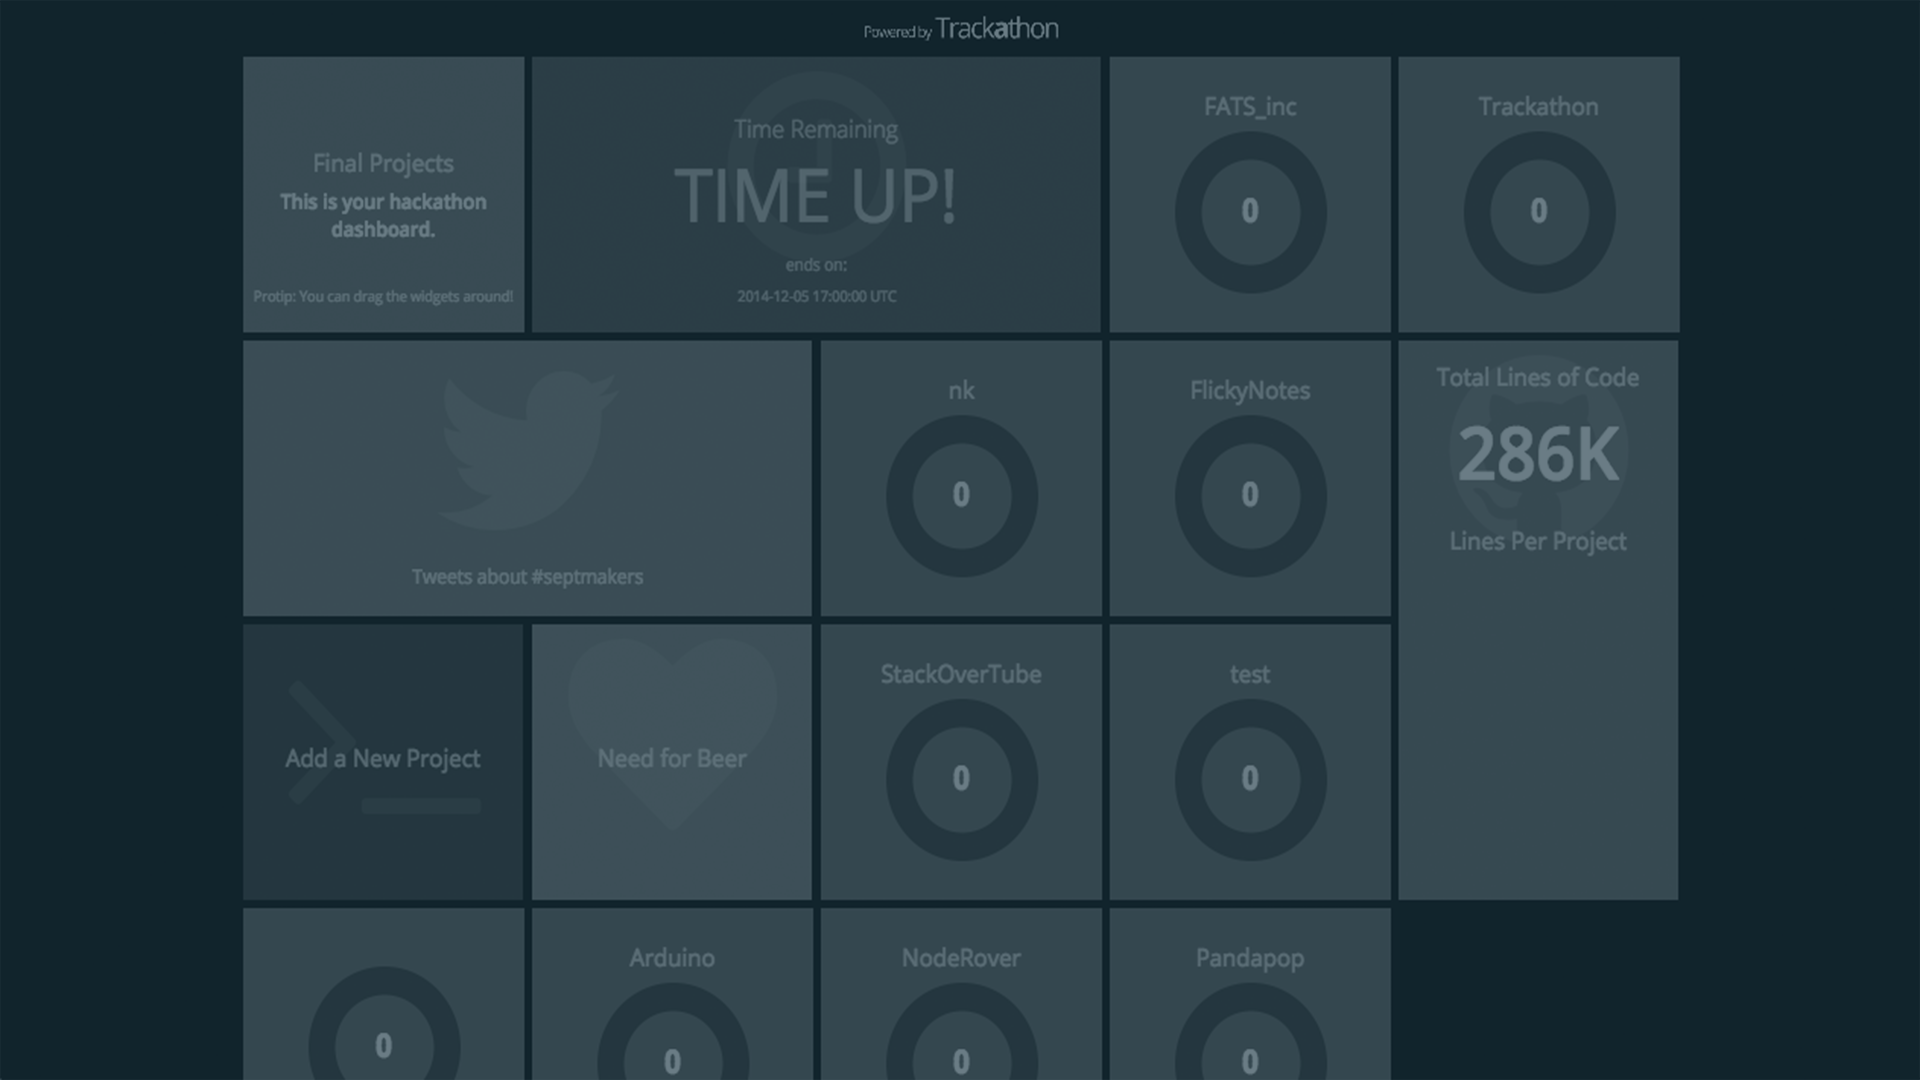 Powered by Trackathon
Final Projects
This is your hackathon
dashboard.
Protip: You can drag the widgets around!
Time Remaining
TIME UP!
ends on:
2014-12-05 17:00:00 UTC
FATS_inc
0
Trackathon
0
Tweets about #septmakers
nk
0
FlickyNotes
0
Total Lines of Code
286K
Lines Per Project
Add a New Project
Need for Beer
StackOverTube
0
test
0
0
Arduino
0
NodeRover
0
Pandapop
0